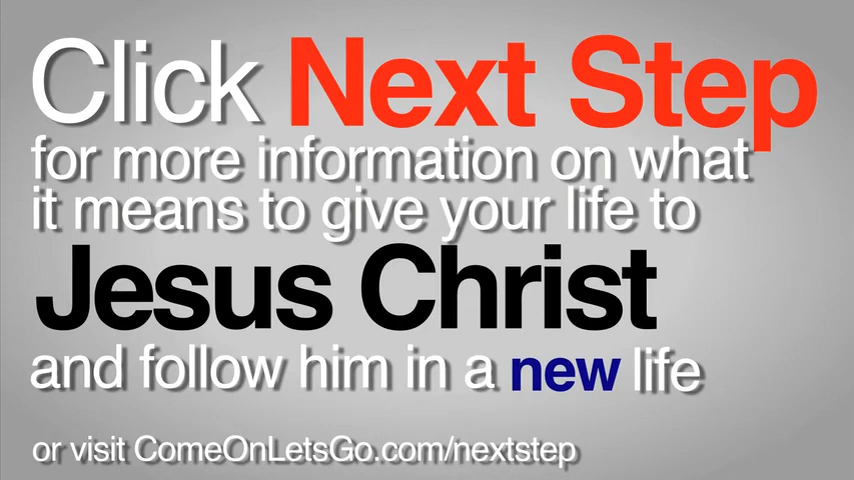 Click Next Step
for more information on what
it means to give your life to
Jesus Christ
and follow him in a new life
or visit ComeOnLetsGo.com/nextstep